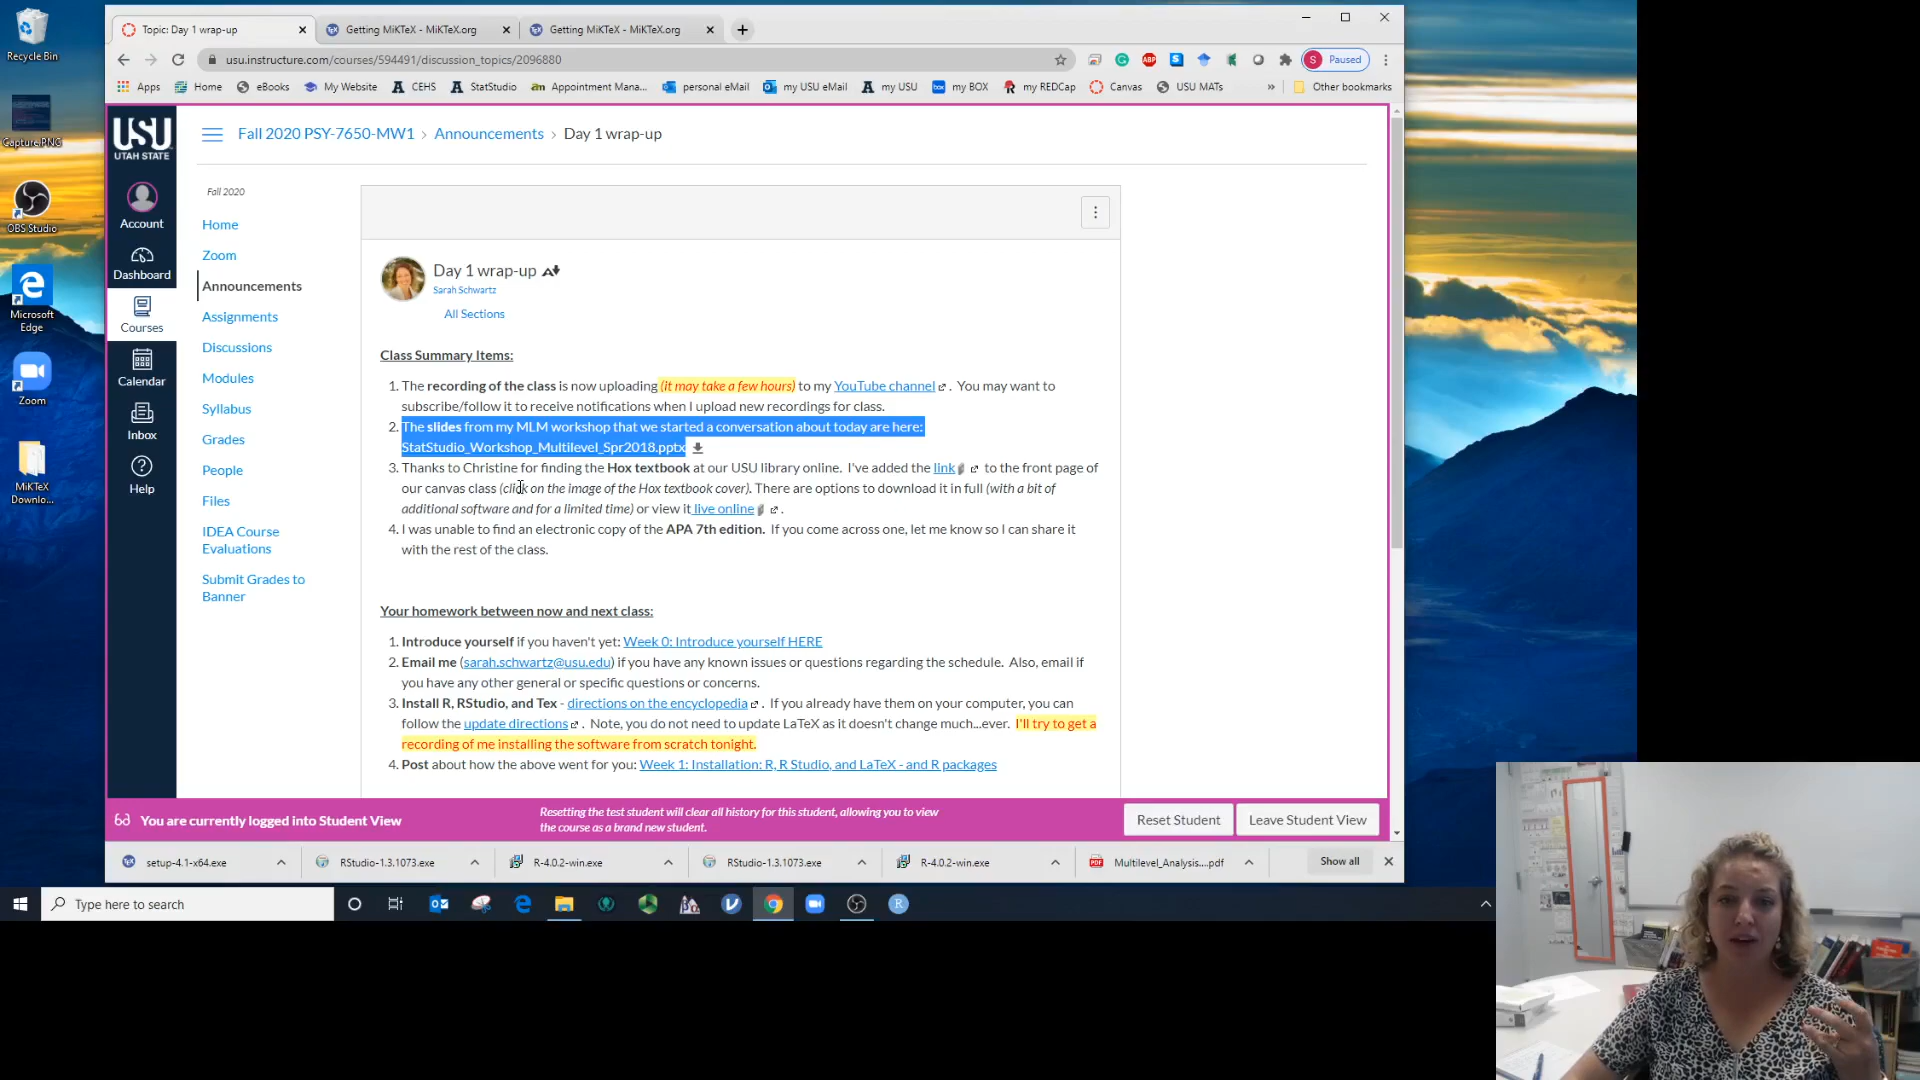 Recycle Bin
Capture.PNG
OBS Studio
Microsoft
Edge
Zoom
MiKTeX
Downlo...
Topic: Day 1 wrap-up
Getting MiKTeX - MiKTeX.org
Getting MiKTeX - MiKTeX.org
usu.instructure.com/courses/594491/discussion_topics/2096880
ABP
S Paused
Apps Home eBooks My Website CEHS StatStudio Appointment Mana... personal eMail my USU eMail my USU my BOX my REDCap Canvas USU MATs » Other bookmarks
USU
UTAH STATE
Account
Dashboard
Courses
Calendar
Inbox
Help
Fall 2020 PSY-7650-MW1 › Announcements › Day 1 wrap-up
Fall 2020
Home
Zoom
Announcements
Assignments
Discussions
Modules
Syllabus
Grades
People
Files
IDEA Course
Evaluations
Submit Grades to
Banner
Day 1 wrap-up
Sarah Schwartz
All Sections
Class Summary Items:
1. The recording of the class is now uploading (it may take a few hours) to my YouTube channel . You may want to
subscribe/follow it to receive notifications when I upload new recordings for class.
2. The slides from my MLM workshop that we started a conversation about today are here:
StatStudio_Workshop_Multilevel_Spr2018.pptx
3. Thanks to Christine for finding the Hox textbook at our USU library online. I've added the link to the front page of
our canvas class (click on the image of the Hox textbook cover). There are options to download it in full (with a bit of
additional software and for a limited time) or view it live online .
4. I was unable to find an electronic copy of the APA 7th edition. If you come across one, let me know so I can share it
with the rest of the class.
Your homework between now and next class:
1. Introduce yourself if you haven't yet: Week 0: Introduce yourself HERE
2. Email me (sarah.schwartz@usu.edu) if you have any known issues or questions regarding the schedule. Also, email if
you have any other general or specific questions or concerns.
3. Install R, RStudio, and Tex - directions on the encyclopedia . If you already have them on your computer, you can
follow the update directions . Note, you do not need to update LaTeX as it doesn't change much...ever. I'll try to get a
recording of me installing the software from scratch tonight.
4. Post about how the above went for you: Week 1: Installation: R, R Studio, and LaTeX - and R packages
You are currently logged into Student View
Resetting the test student will clear all history for this student, allowing you to view
the course as a brand new student.
Reset Student
Leave Student View
setup-4.1-x64.exe
RStudio-1.3.1073.exe
R-4.0.2-win.exe
RStudio-1.3.1073.exe
R-4.0.2-win.exe
Multilevel_Analysis....pdf
Show all
Type here to search